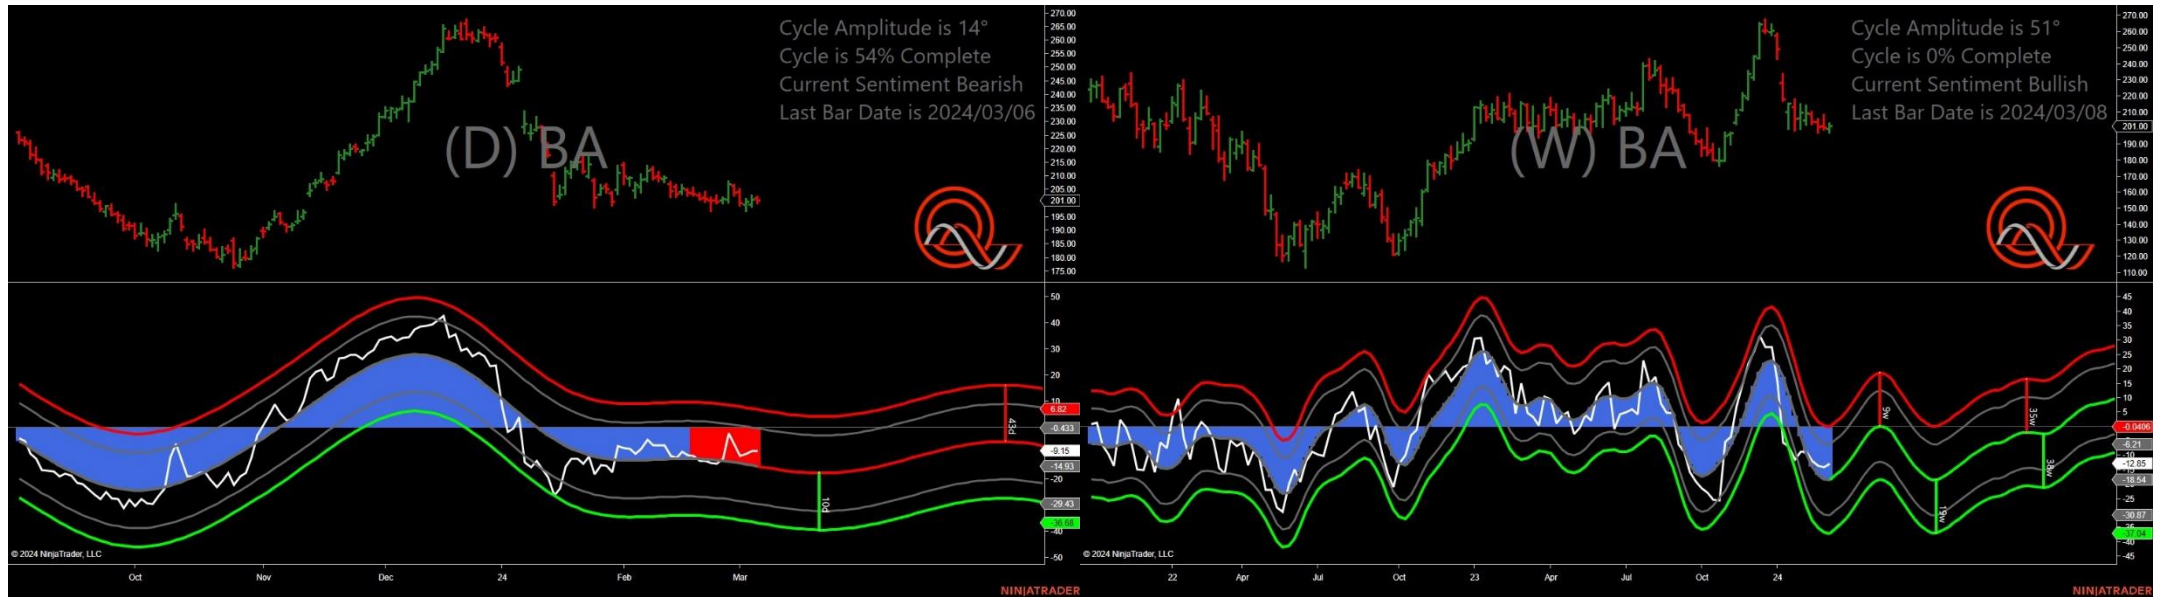 Cycle Amplitude is 14°
Cycle is 54% Complete
Current Sentiment Bearish
Last Bar Date is 2024/03/06
(D) BA
270.00
265.00
260.00
255.00
250.00
245.00
240.00
235.00
230.00
225.00
220.00
215.00
210.00
205.00
201.00
195.00
190.00
185.00
180.00
175.00
50
40
30
20
10
6.82
-0.433
-9.15
-14.93
-20
-29.43
-36.68
-40
-50
43d
10d
© 2024 NinjaTrader, LLC
Oct
Nov
Dec
24
Feb
Mar
NINJATRADER
Cycle Amplitude is 51°
Cycle is 0% Complete
Current Sentiment Bullish
Last Bar Date is 2024/03/08
(W) BA
270.00
260.00
250.00
240.00
230.00
220.00
210.00
201.00
190.00
180.00
170.00
160.00
150.00
140.00
130.00
120.00
110.00
45
40
35
30
25
20
15
10
5
-0.0406
-6.21
-10
-12.85
-18.54
-25
-30.87
-37.04
-40
-45
9w
35w
38w
19w
© 2024 NinjaTrader, LLC
22
Apr
Jul
Oct
23
Apr
Jul
Oct
24
NINJATRADER